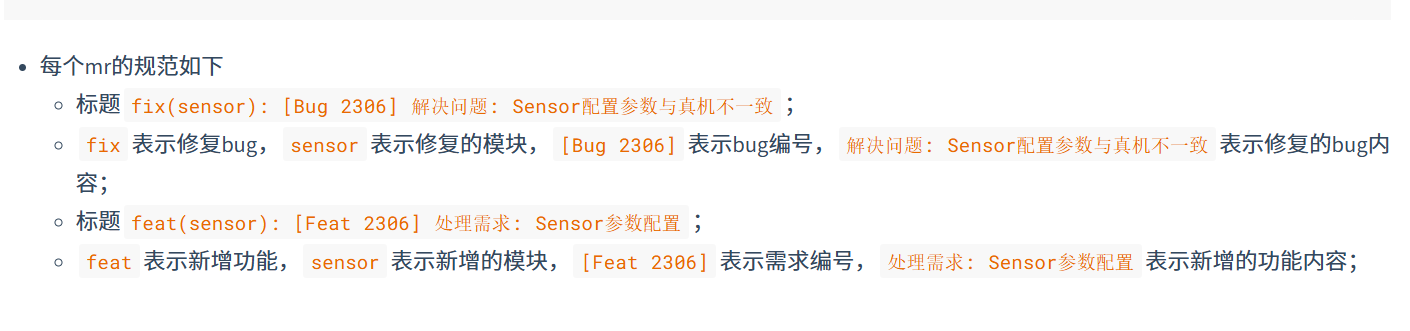 每个mr的规范如下
标题 fix(sensor): [Bug 2306] 解决问题: Sensor配置参数与真机不一致 ；
fix 表示修复bug， sensor 表示修复的模块， [Bug 2306] 表示bug编号， 解决问题: Sensor配置参数与真机不一致 表示修复的bug内
容；
标题 feat(sensor): [Feat 2306] 处理需求: Sensor参数配置 ；
feat 表示新增功能， sensor 表示新增的模块， [Feat 2306] 表示需求编号， 处理需求: Sensor参数配置 表示新增的功能内容；